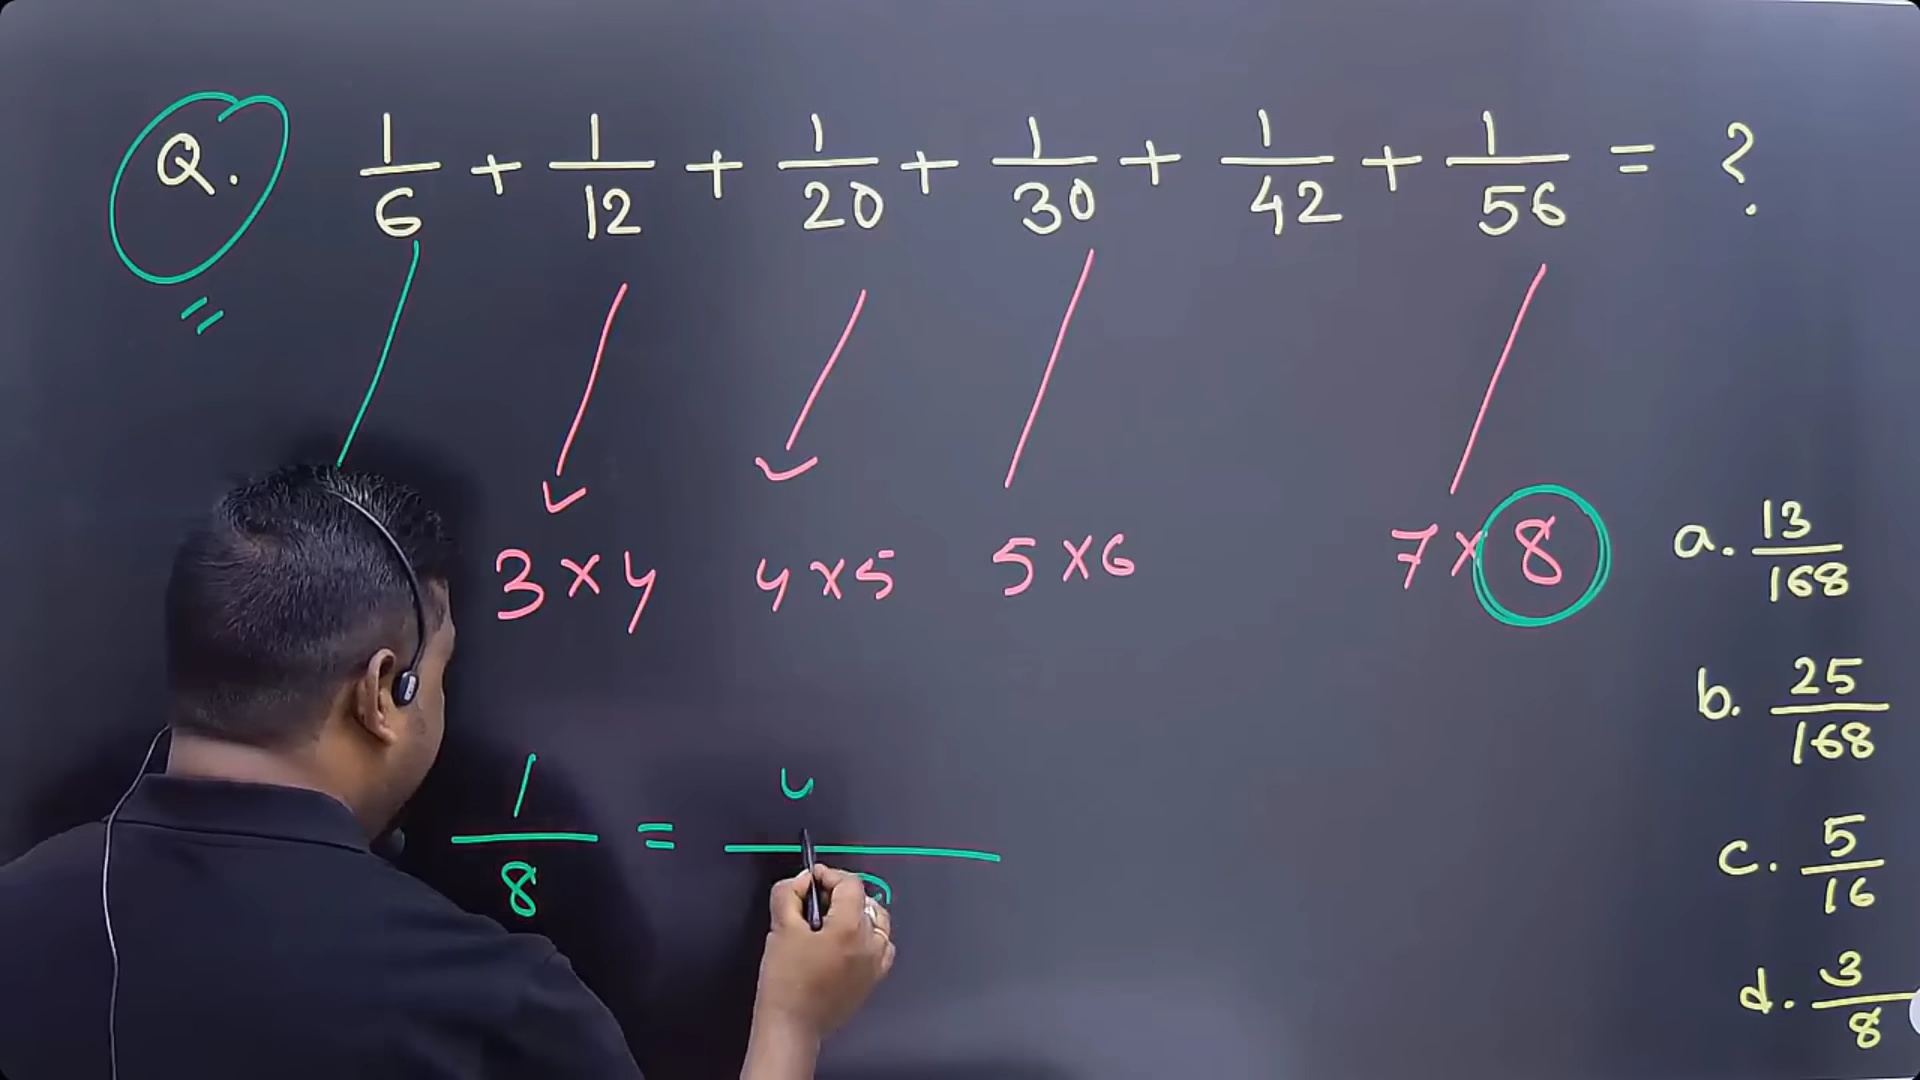 Q. 1/6 + 1/12 + 1/20 + 1/30 + 1/42 + 1/56 = ?
3 × 4 4 × 5 5 × 6 7 × 8
1/8 =
a. 13/168
b. 25/168
c. 5/16
d. 3/8